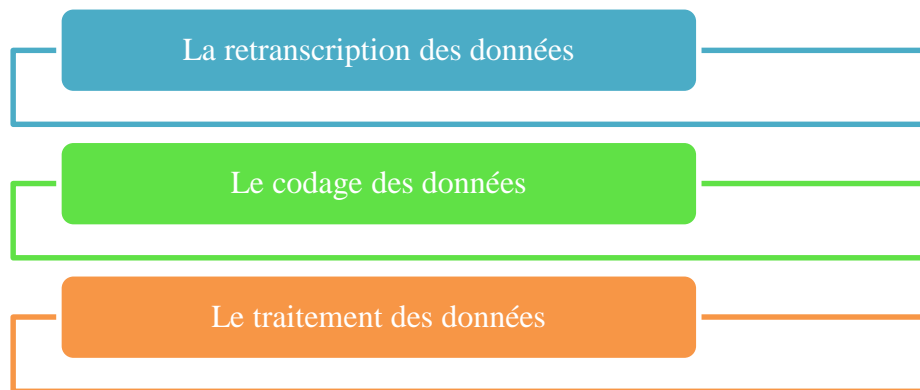 La retranscription des données
Le codage des données
Le traitement des données